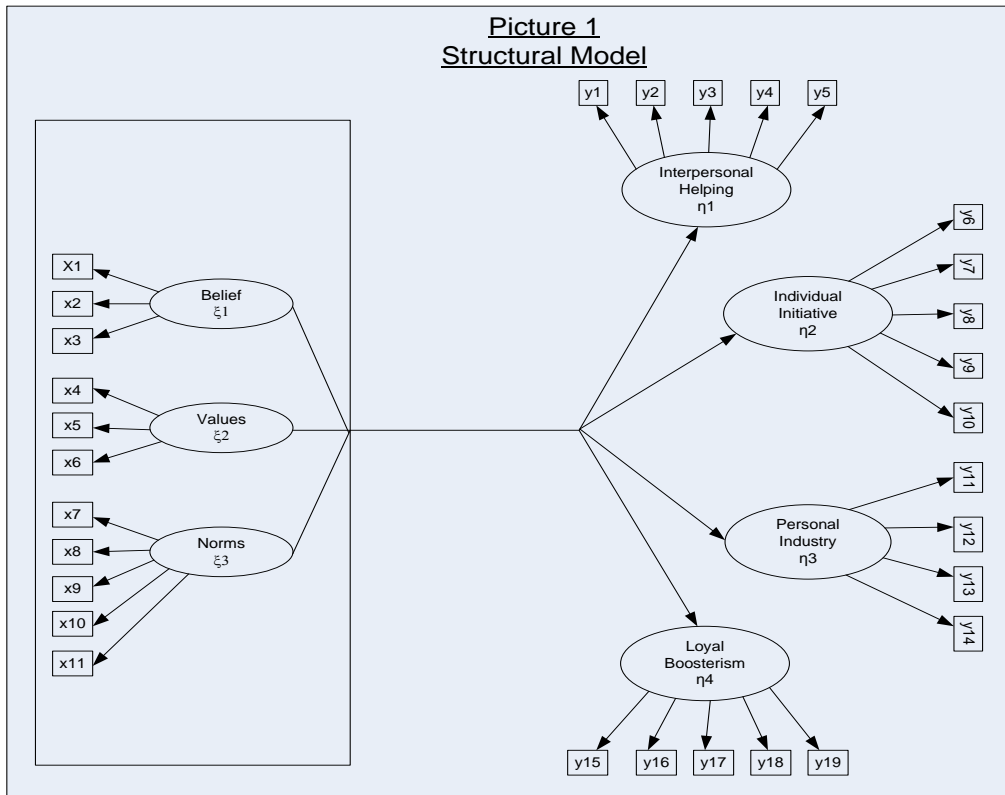 Picture 1
Structural Model
y1 y2 y3 y4 y5
Interpersonal
Helping
η1
y6
y7
y8
y9
y10
Individual
Initiative
η2
X1
x2
x3
Belief
ξ1
x4
x5
x6
Values
ξ2
x7
x8
x9
x10
x11
Norms
ξ3
y11
y12
y13
y14
Personal
Industry
η3
Loyal
Boosterism
η4
y15 y16 y17 y18 y19